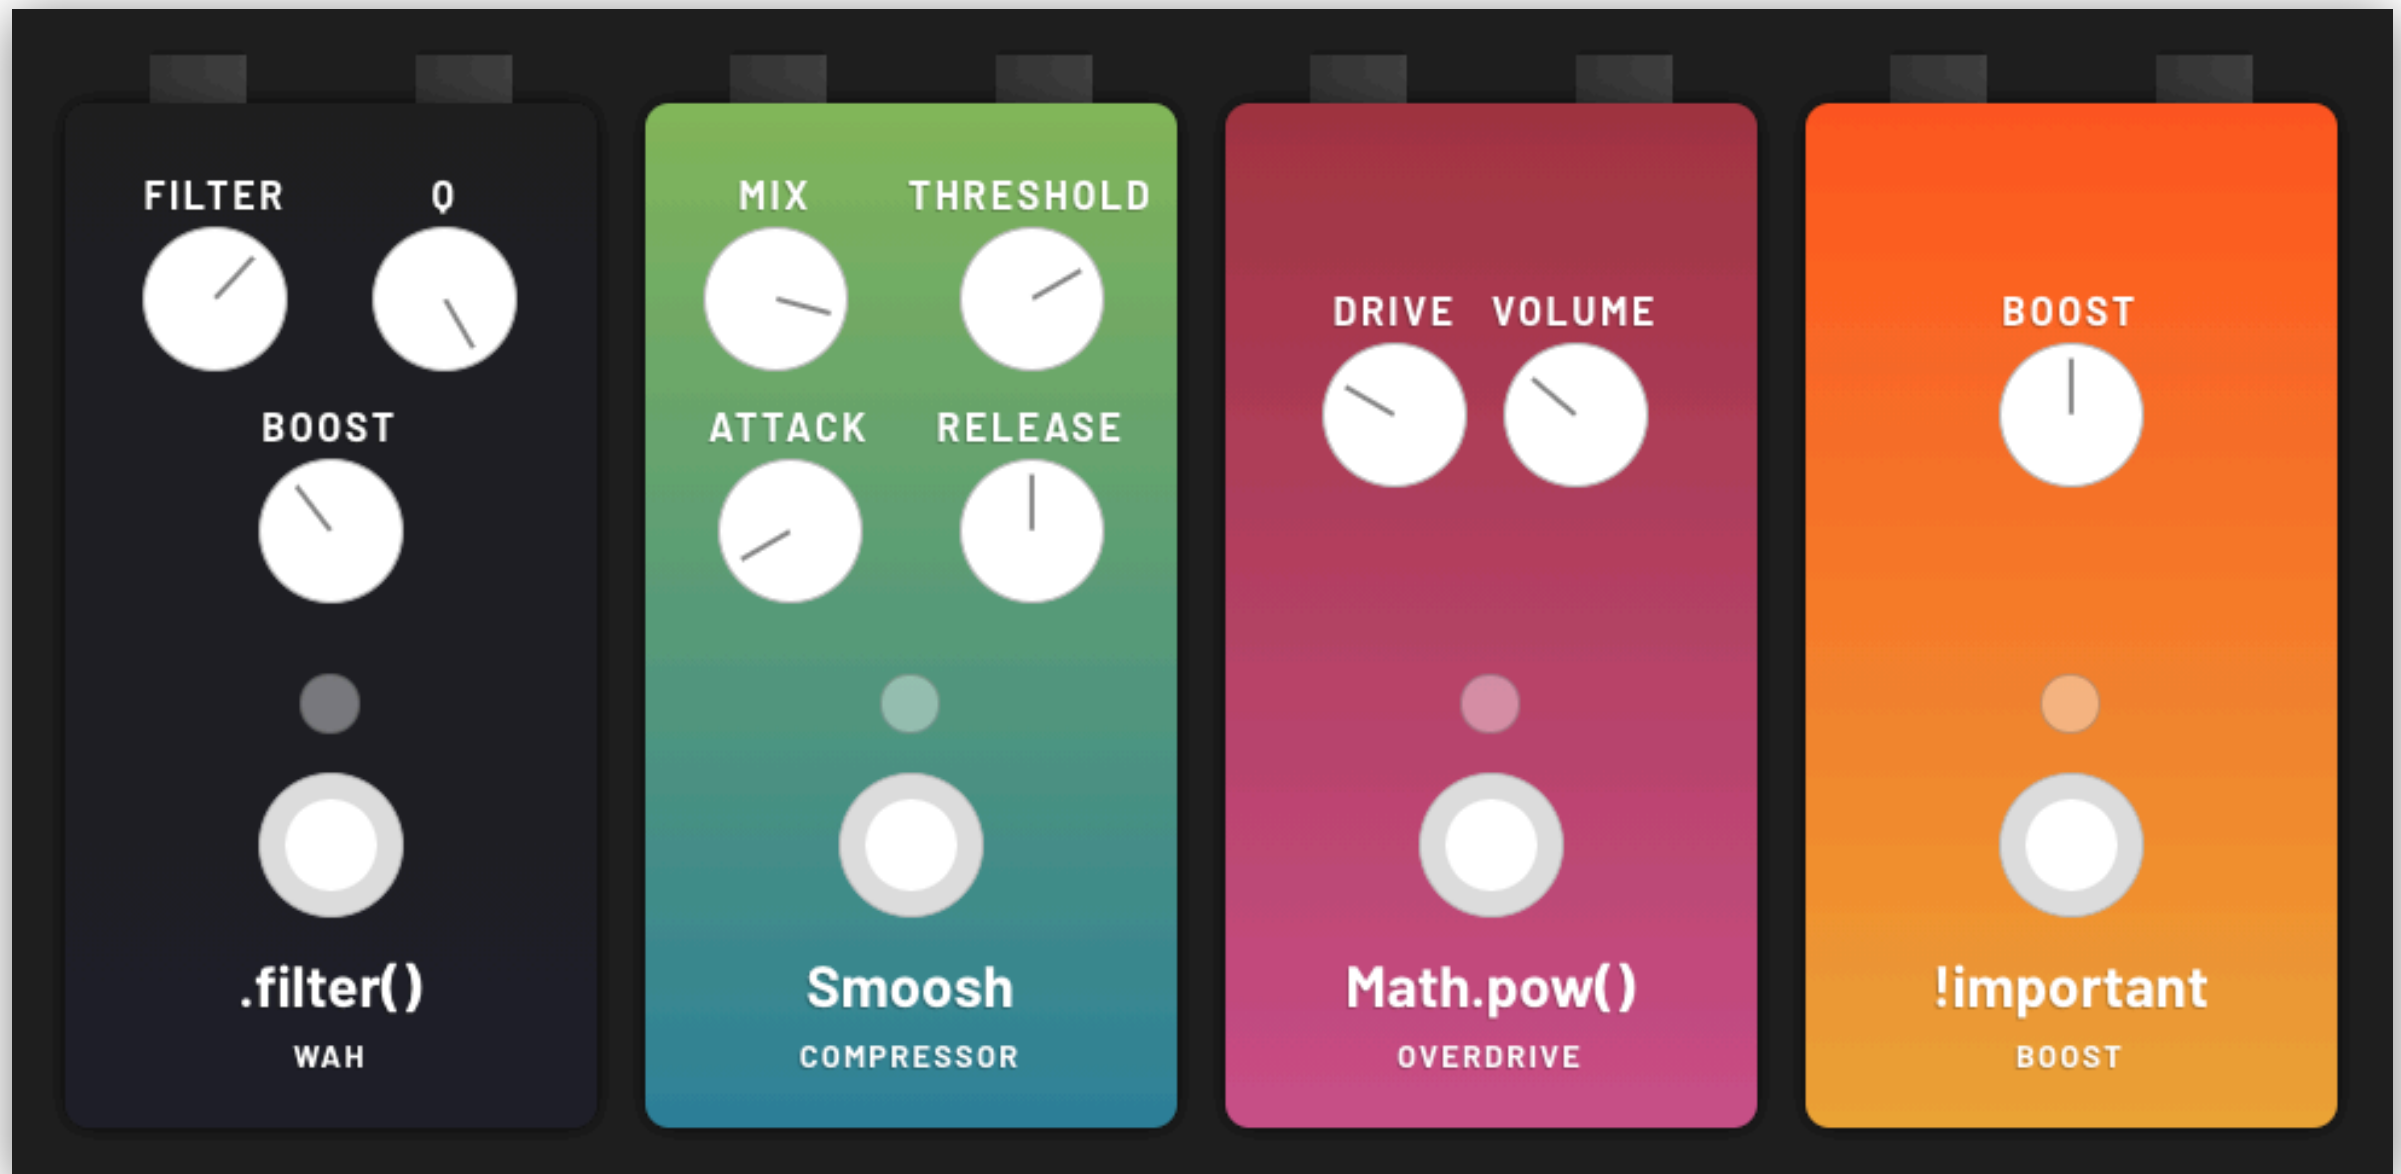 FILTER
Q
BOOST
.filter()
WAH
MIX
THRESHOLD
ATTACK
RELEASE
Smoosh
COMPRESSOR
DRIVE
VOLUME
Math.pow()
OVERDRIVE
BOOST
!important
BOOST